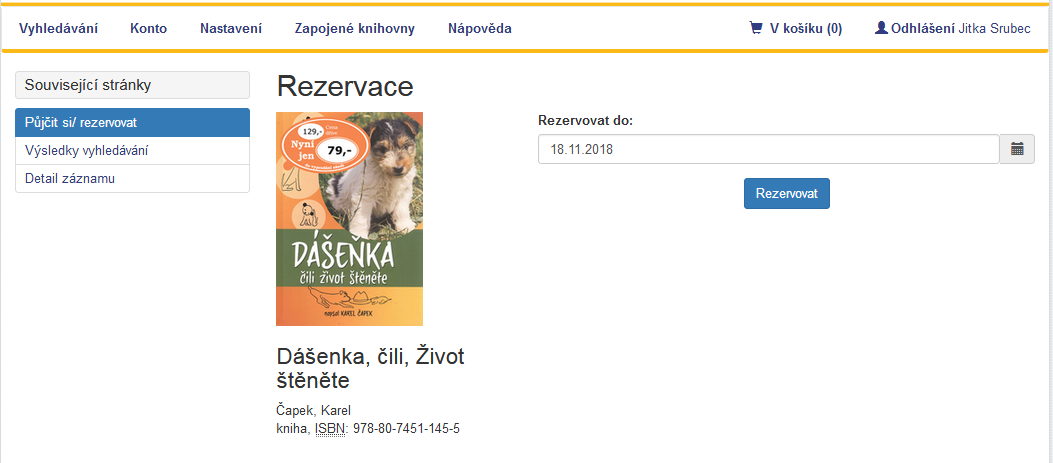 Vyhledávání Konto Nastavení Zapojené knihovny Nápověda V košíku (0) Odhlášení Jitka Srubec
Související stránky
Půjčit si/ rezervovat
Výsledky vyhledávání
Detail záznamu
Rezervace
129,-
Nyní
jen
79,-
DÁŠEŇKA
čili život štěněte
napsal KAREL ČAPEK
Dášenka, čili, Život
štěněte
Čapek, Karel
kniha, ISBN: 978-80-7451-145-5
Rezervovat do:
18.11.2018
Rezervovat